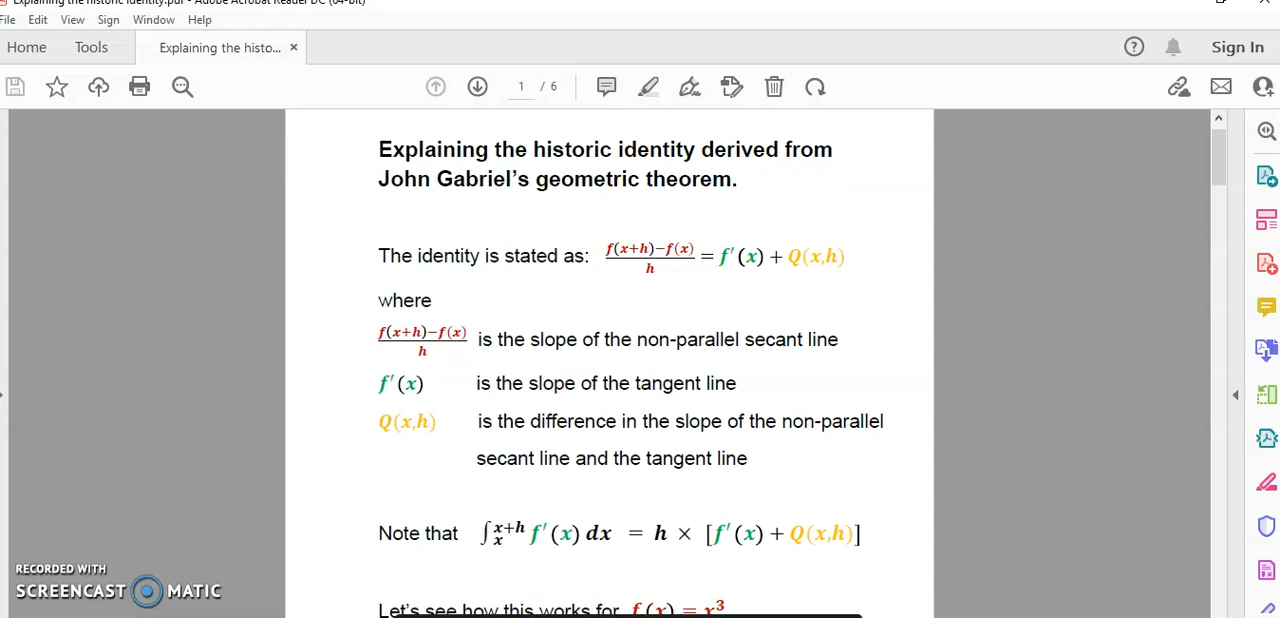 Explaining the historic identity.pdf - Adobe Acrobat Reader DC (64-bit)
File Edit View Sign Window Help
Home Tools Explaining the histo... × Sign In
1 / 6
Explaining the historic identity derived from
John Gabriel's geometric theorem.
The identity is stated as: f(x+h)−f(x)/h = f′(x) + Q(x,h)
where
f(x+h)−f(x)/h is the slope of the non-parallel secant line
f′(x) is the slope of the tangent line
Q(x,h) is the difference in the slope of the non-parallel
secant line and the tangent line
Note that ∫ₓˣ⁺ʰ f′(x) dx = h × [f′(x) + Q(x,h)]
RECORDED WITH
SCREENCAST MATIC
Let's see how this works for f(x) = x³